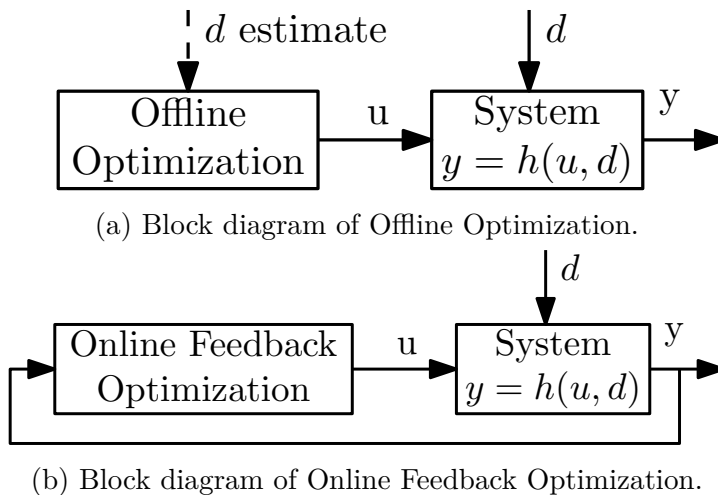 d estimate
d
Offline
Optimization
u
System
y = h(u, d)
y
(a) Block diagram of Offline Optimization.
d
Online Feedback
Optimization
u
System
y = h(u, d)
y
(b) Block diagram of Online Feedback Optimization.